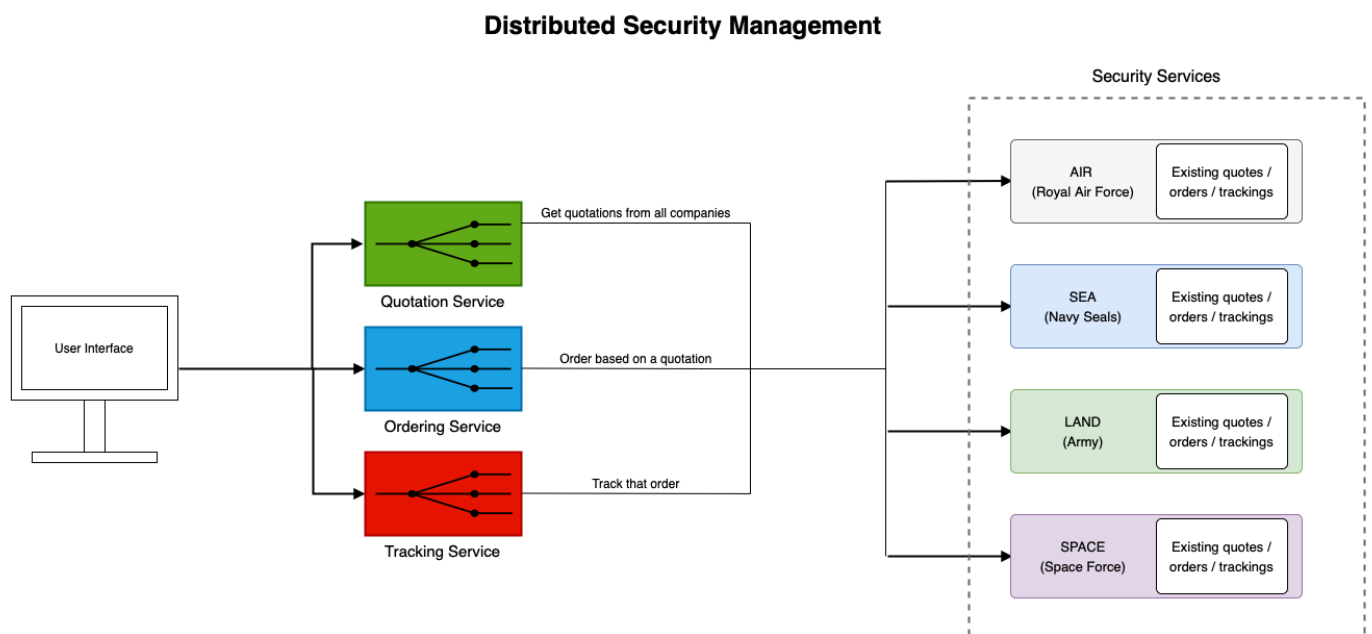 Distributed Security Management
Security Services
AIR
(Royal Air Force)
Existing quotes /
orders / trackings
Get quotations from all companies
Quotation Service
SEA
(Navy Seals)
Existing quotes /
orders / trackings
User Interface
Order based on a quotation
Ordering Service
LAND
(Army)
Existing quotes /
orders / trackings
Track that order
Tracking Service
SPACE
(Space Force)
Existing quotes /
orders / trackings